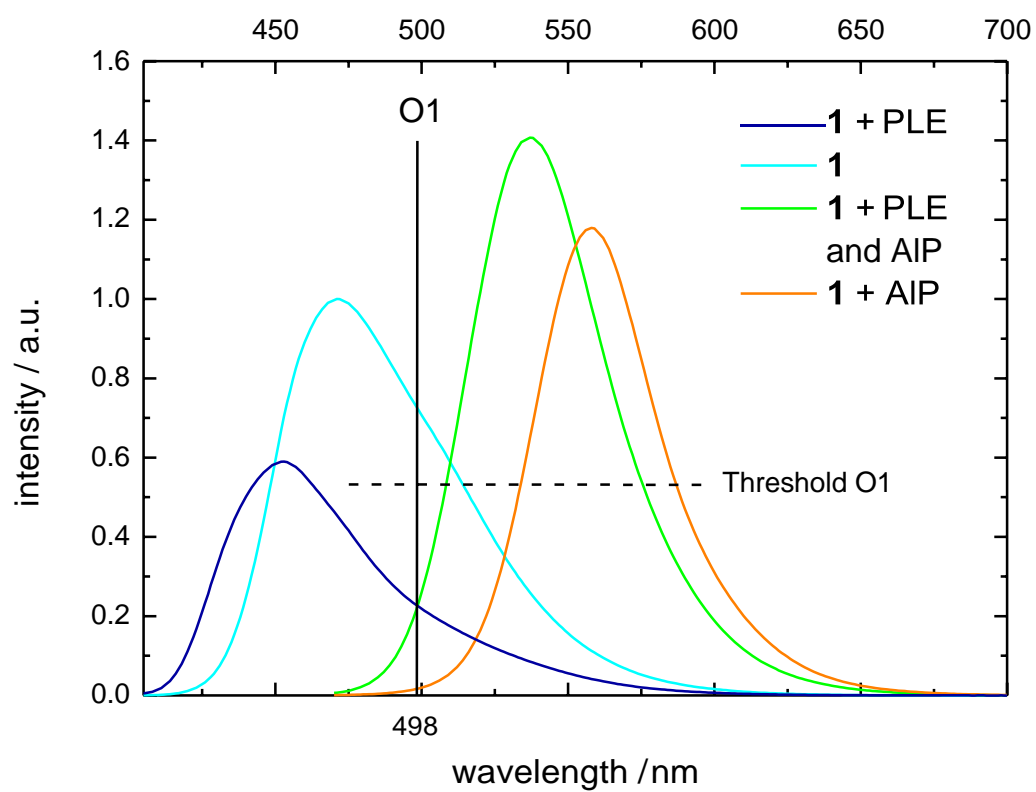 450 500 550 600 650 700
1.6
1.4
1.2
1.0
0.8
0.6
0.4
0.2
0.0
intensity / a.u.
O1
1 + PLE
1
1 + PLE
and AIP
1 + AIP
Threshold O1
498
wavelength /nm